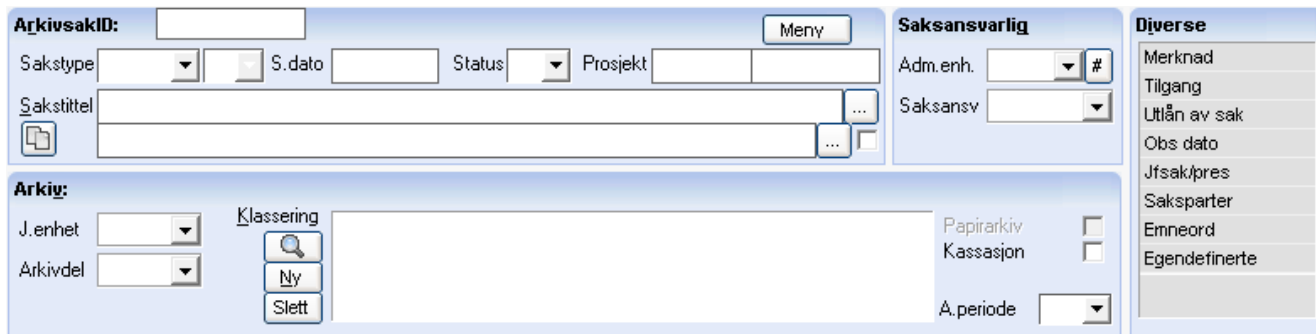 ArkivsakID: Meny
Sakstype S.dato Status Prosjekt
Sakstittel ...
...
Saksansvarlig
Adm.enh. #
Saksansv
Diverse
Merknad
Tilgang
Utlån av sak
Obs dato
Jfsak/pres
Saksparter
Emneord
Egendefinerte
Arkiv:
J.enhet
Arkivdel
Klassering
Ny
Slett
Papirarkiv
Kassasjon
A.periode